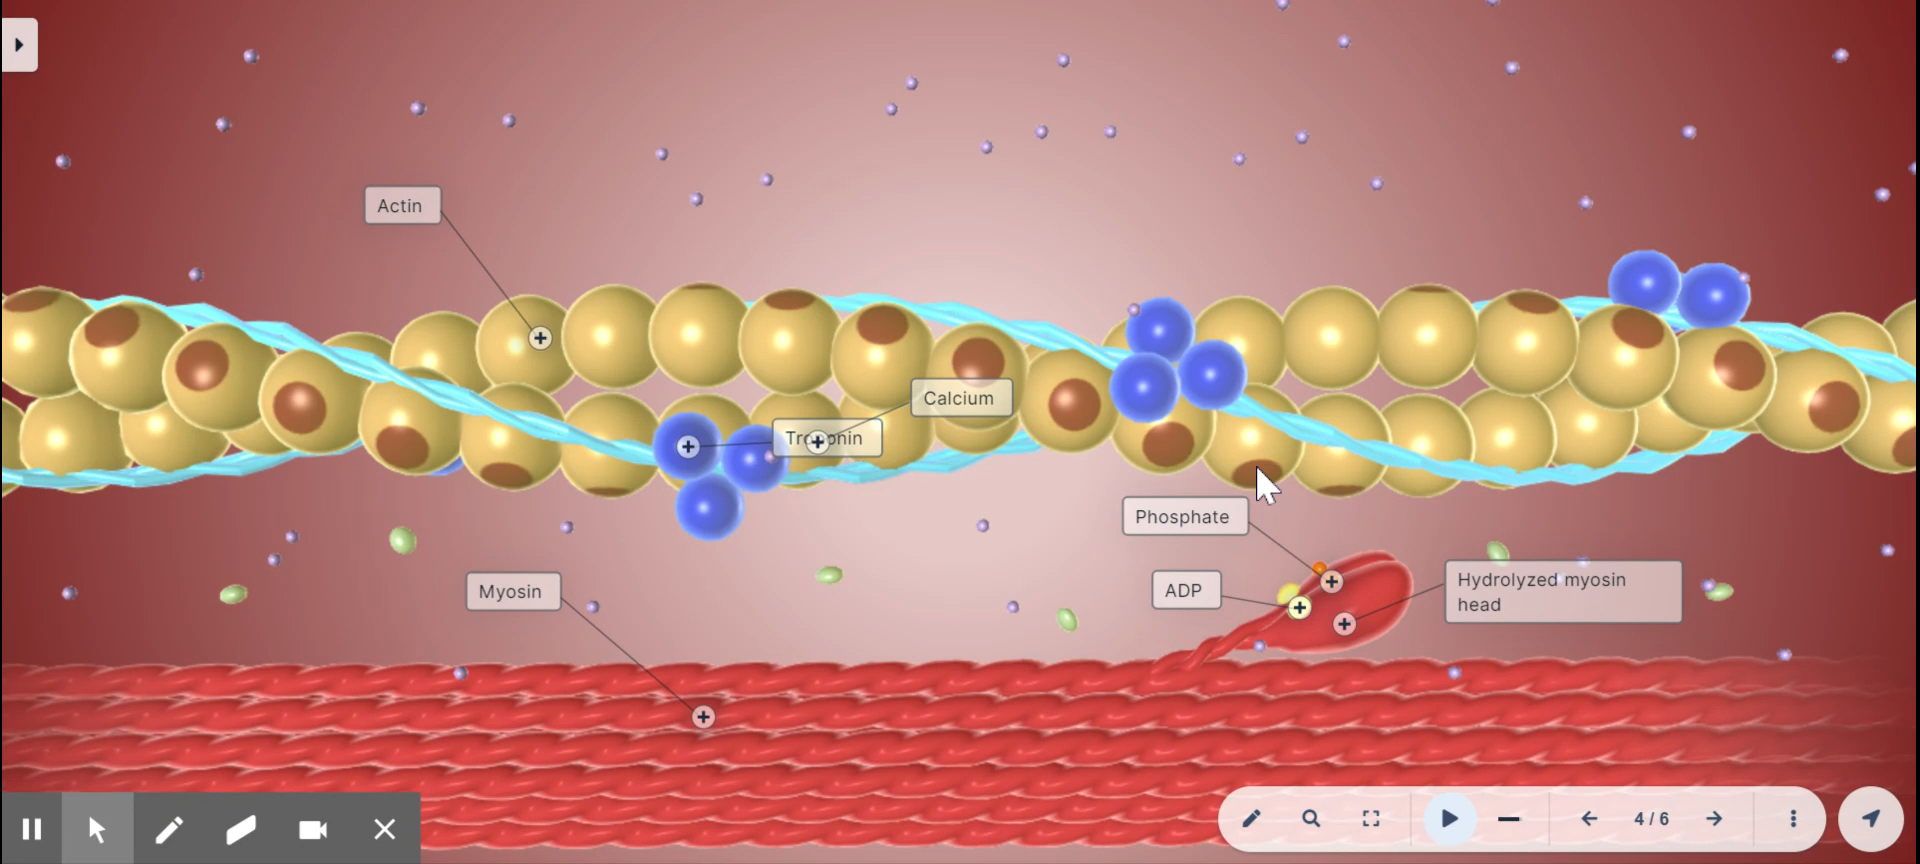 Actin
Calcium
Troponin
Phosphate
Myosin
ADP
Hydrolyzed myosin
head
4 / 6